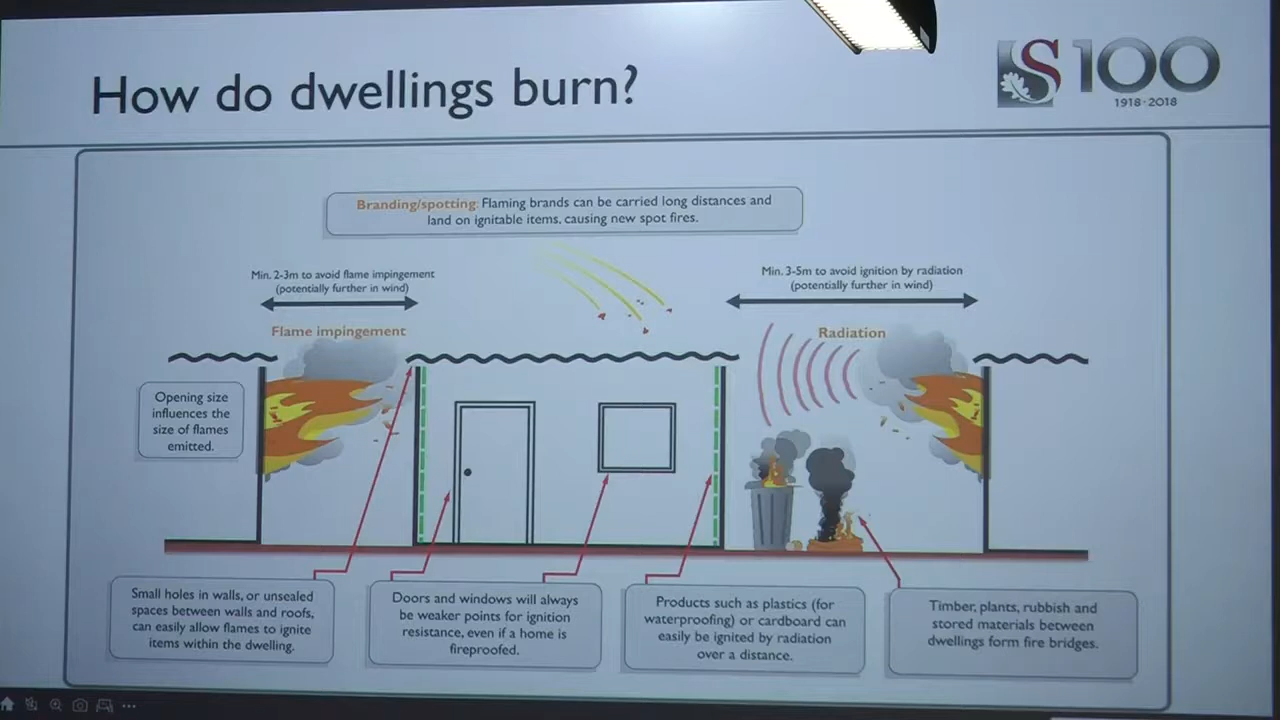 How do dwellings burn?
S100
1918·2018
Branding/spotting: Flaming brands can be carried long distances and
land on ignitable items, causing new spot fires.
Min. 2-3m to avoid flame impingement
(potentially further in wind)
Min. 3-5m to avoid ignition by radiation
(potentially further in wind)
Flame impingement
Radiation
Opening size
influences the
size of flames
emitted.
Small holes in walls, or unsealed
spaces between walls and roofs,
can easily allow flames to ignite
items within the dwelling.
Doors and windows will always
be weaker points for ignition
resistance, even if a home is
fireproofed.
Products such as plastics (for
waterproofing) or cardboard can
easily be ignited by radiation
over a distance.
Timber, plants, rubbish and
stored materials between
dwellings form fire bridges.